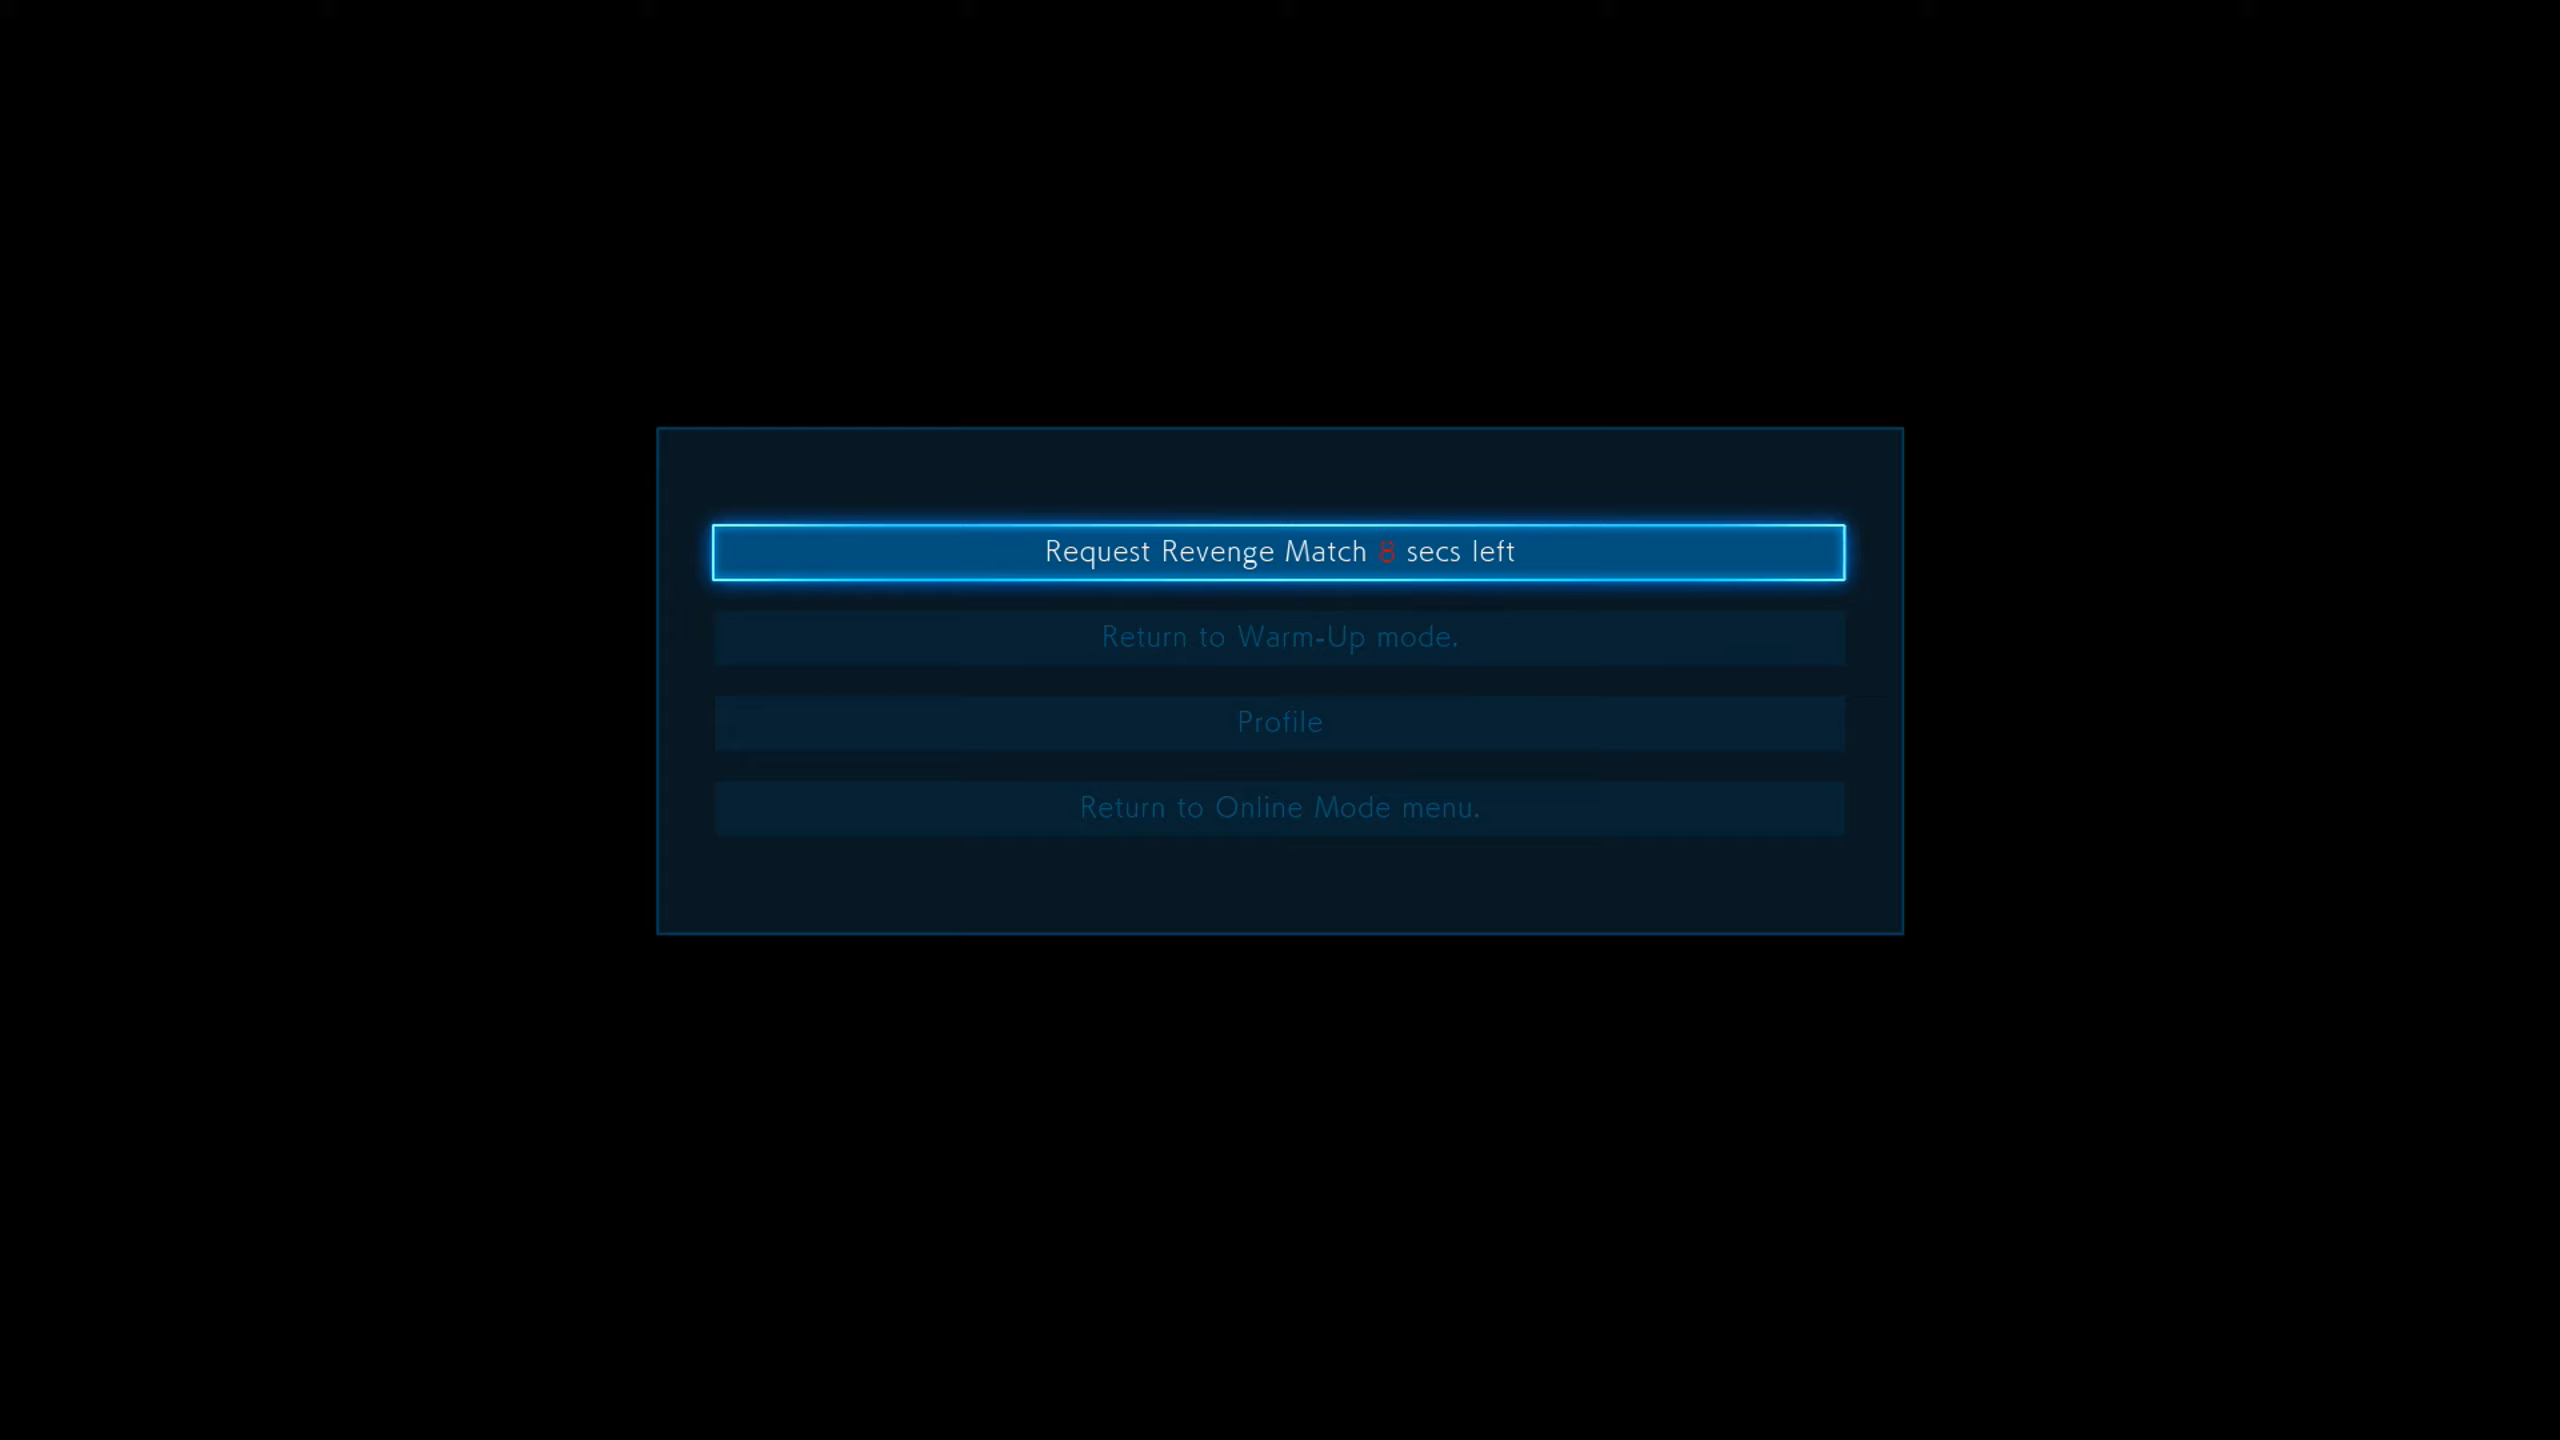 Request Revenge Match 8 secs left
Return to Warm-Up mode.
Profile
Return to Online Mode menu.